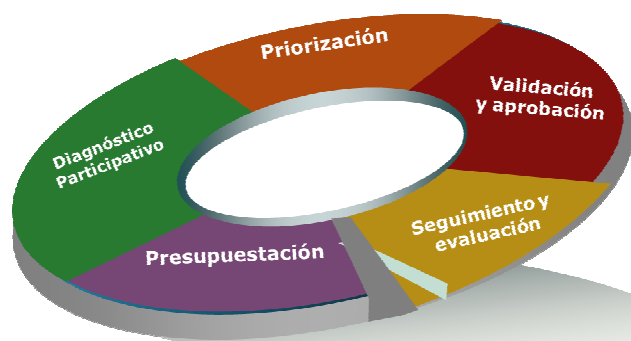 Priorización
Validación
y aprobación
Diagnóstico
Participativo
Seguimiento y
evaluación
Presupuestación